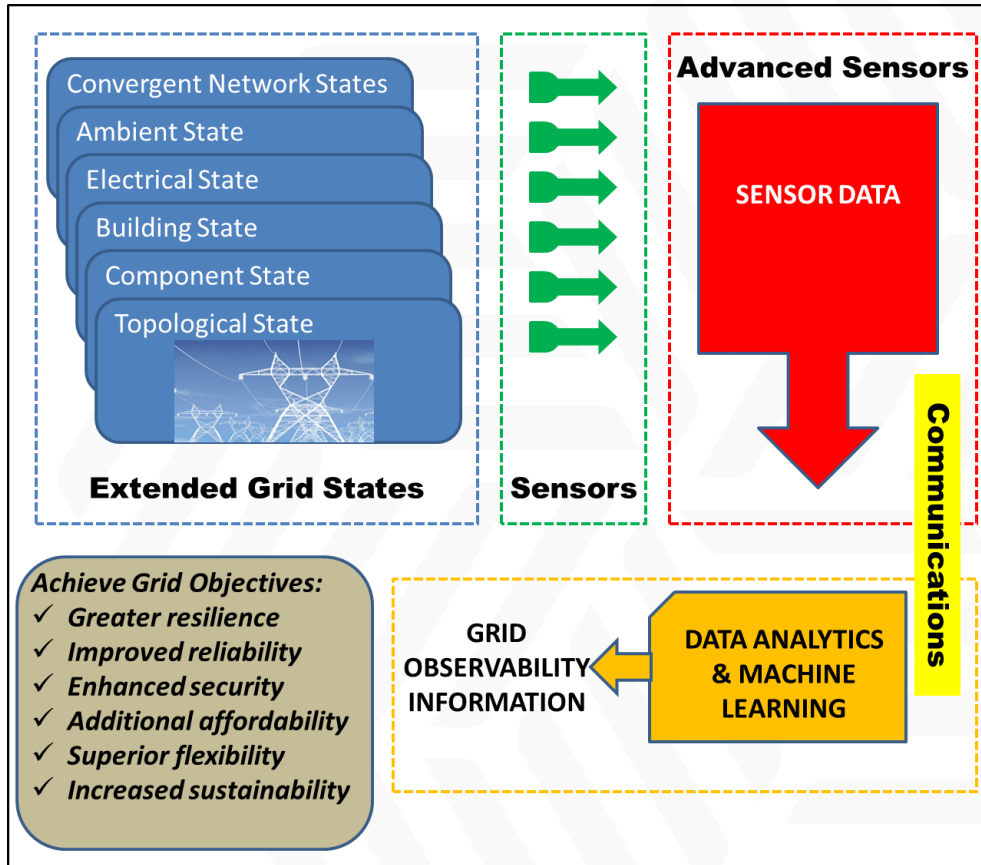 Convergent Network States
Ambient State
Electrical State
Building State
Component State
Topological State
Extended Grid States
Sensors
Advanced Sensors
SENSOR DATA
Communications
DATA ANALYTICS
& MACHINE
LEARNING
GRID
OBSERVABILITY
INFORMATION
Achieve Grid Objectives:
✓ Greater resilience
✓ Improved reliability
✓ Enhanced security
✓ Additional affordability
✓ Superior flexibility
✓ Increased sustainability